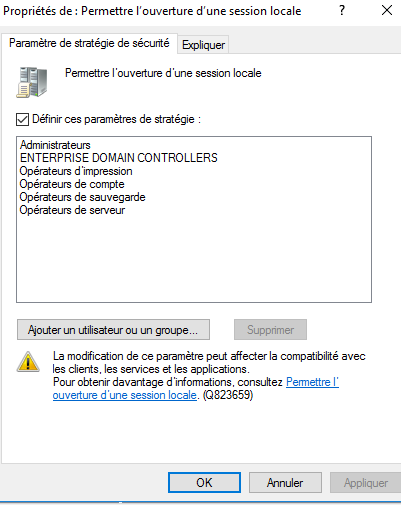 Propriétés de : Permettre l’ouverture d’une session locale
?
Paramètre de stratégie de sécurité
Expliquer
Permettre l’ouverture d’une session locale
Définir ces paramètres de stratégie :
Administrateurs
ENTERPRISE DOMAIN CONTROLLERS
Opérateurs d’impression
Opérateurs de compte
Opérateurs de sauvegarde
Opérateurs de serveur
Ajouter un utilisateur ou un groupe...
Supprimer
La modification de ce paramètre peut affecter la compatibilité avec
les clients, les services et les applications.
Pour obtenir davantage d’informations, consultez Permettre l’
ouverture d’une session locale. (Q823659)
OK
Annuler
Appliquer